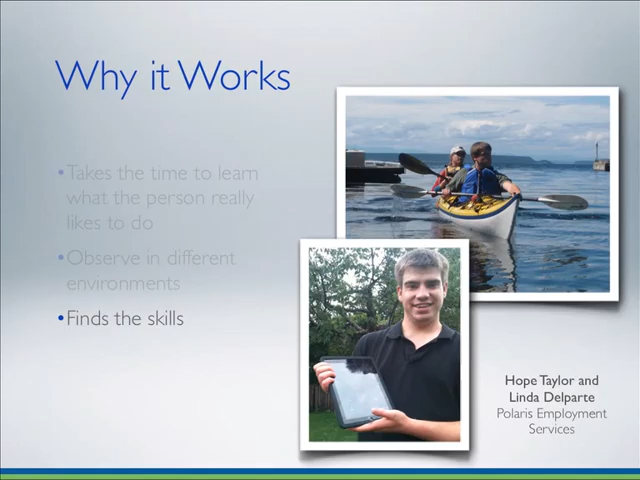 Why it Works
•Takes the time to learn
what the person really
likes to do
•Observe in different
environments
•Finds the skills
Hope Taylor and
Linda Delparte
Polaris Employment
Services